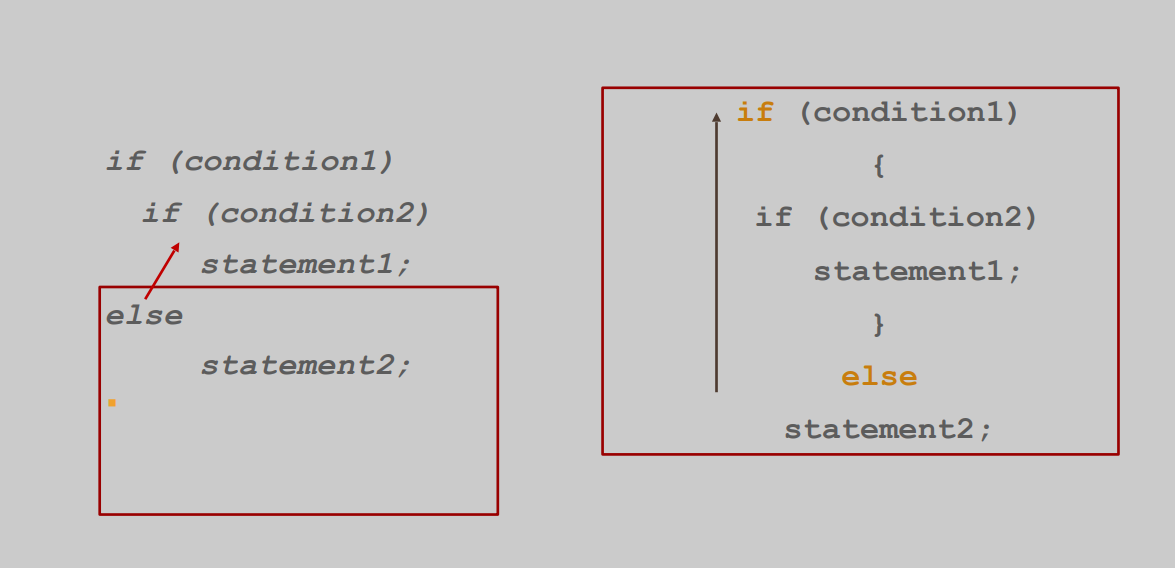 if (condition1)
if (condition2)
statement1;
else
statement2;
if (condition1)
{
if (condition2)
statement1;
}
else
statement2;